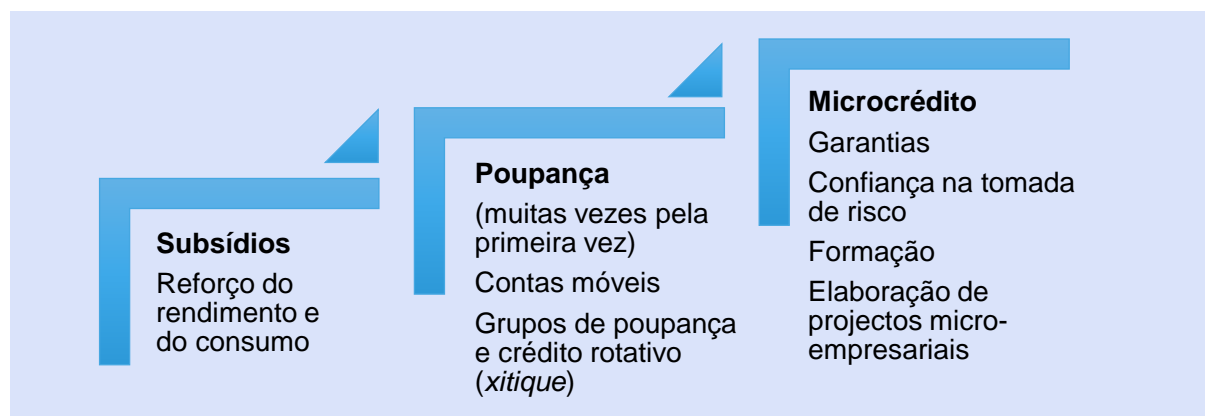 Subsídios
Reforço do
rendimento e
do consumo
Poupança
(muitas vezes pela
primeira vez)
Contas móveis
Grupos de poupança
e crédito rotativo
(xitique)
Microcrédito
Garantias
Confiança na tomada
de risco
Formação
Elaboração de
projectos micro-
empresariais